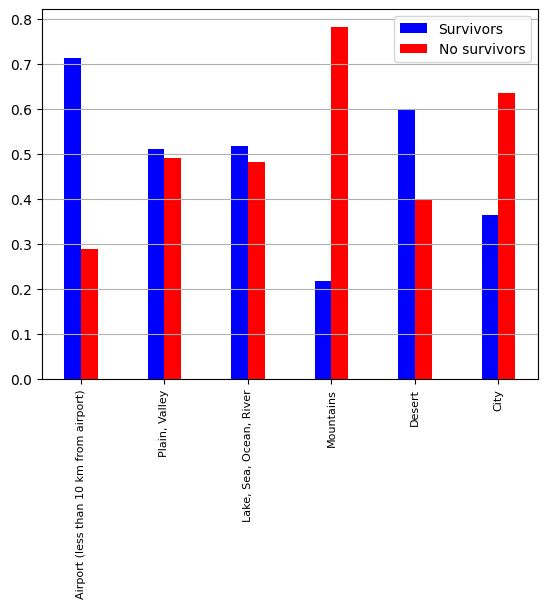 0.8
0.7
0.6
0.5
0.4
0.3
0.2
0.1
0.0
Survivors
No survivors
Airport (less than 10 km from airport)
Plain, Valley
Lake, Sea, Ocean, River
Mountains
Desert
City